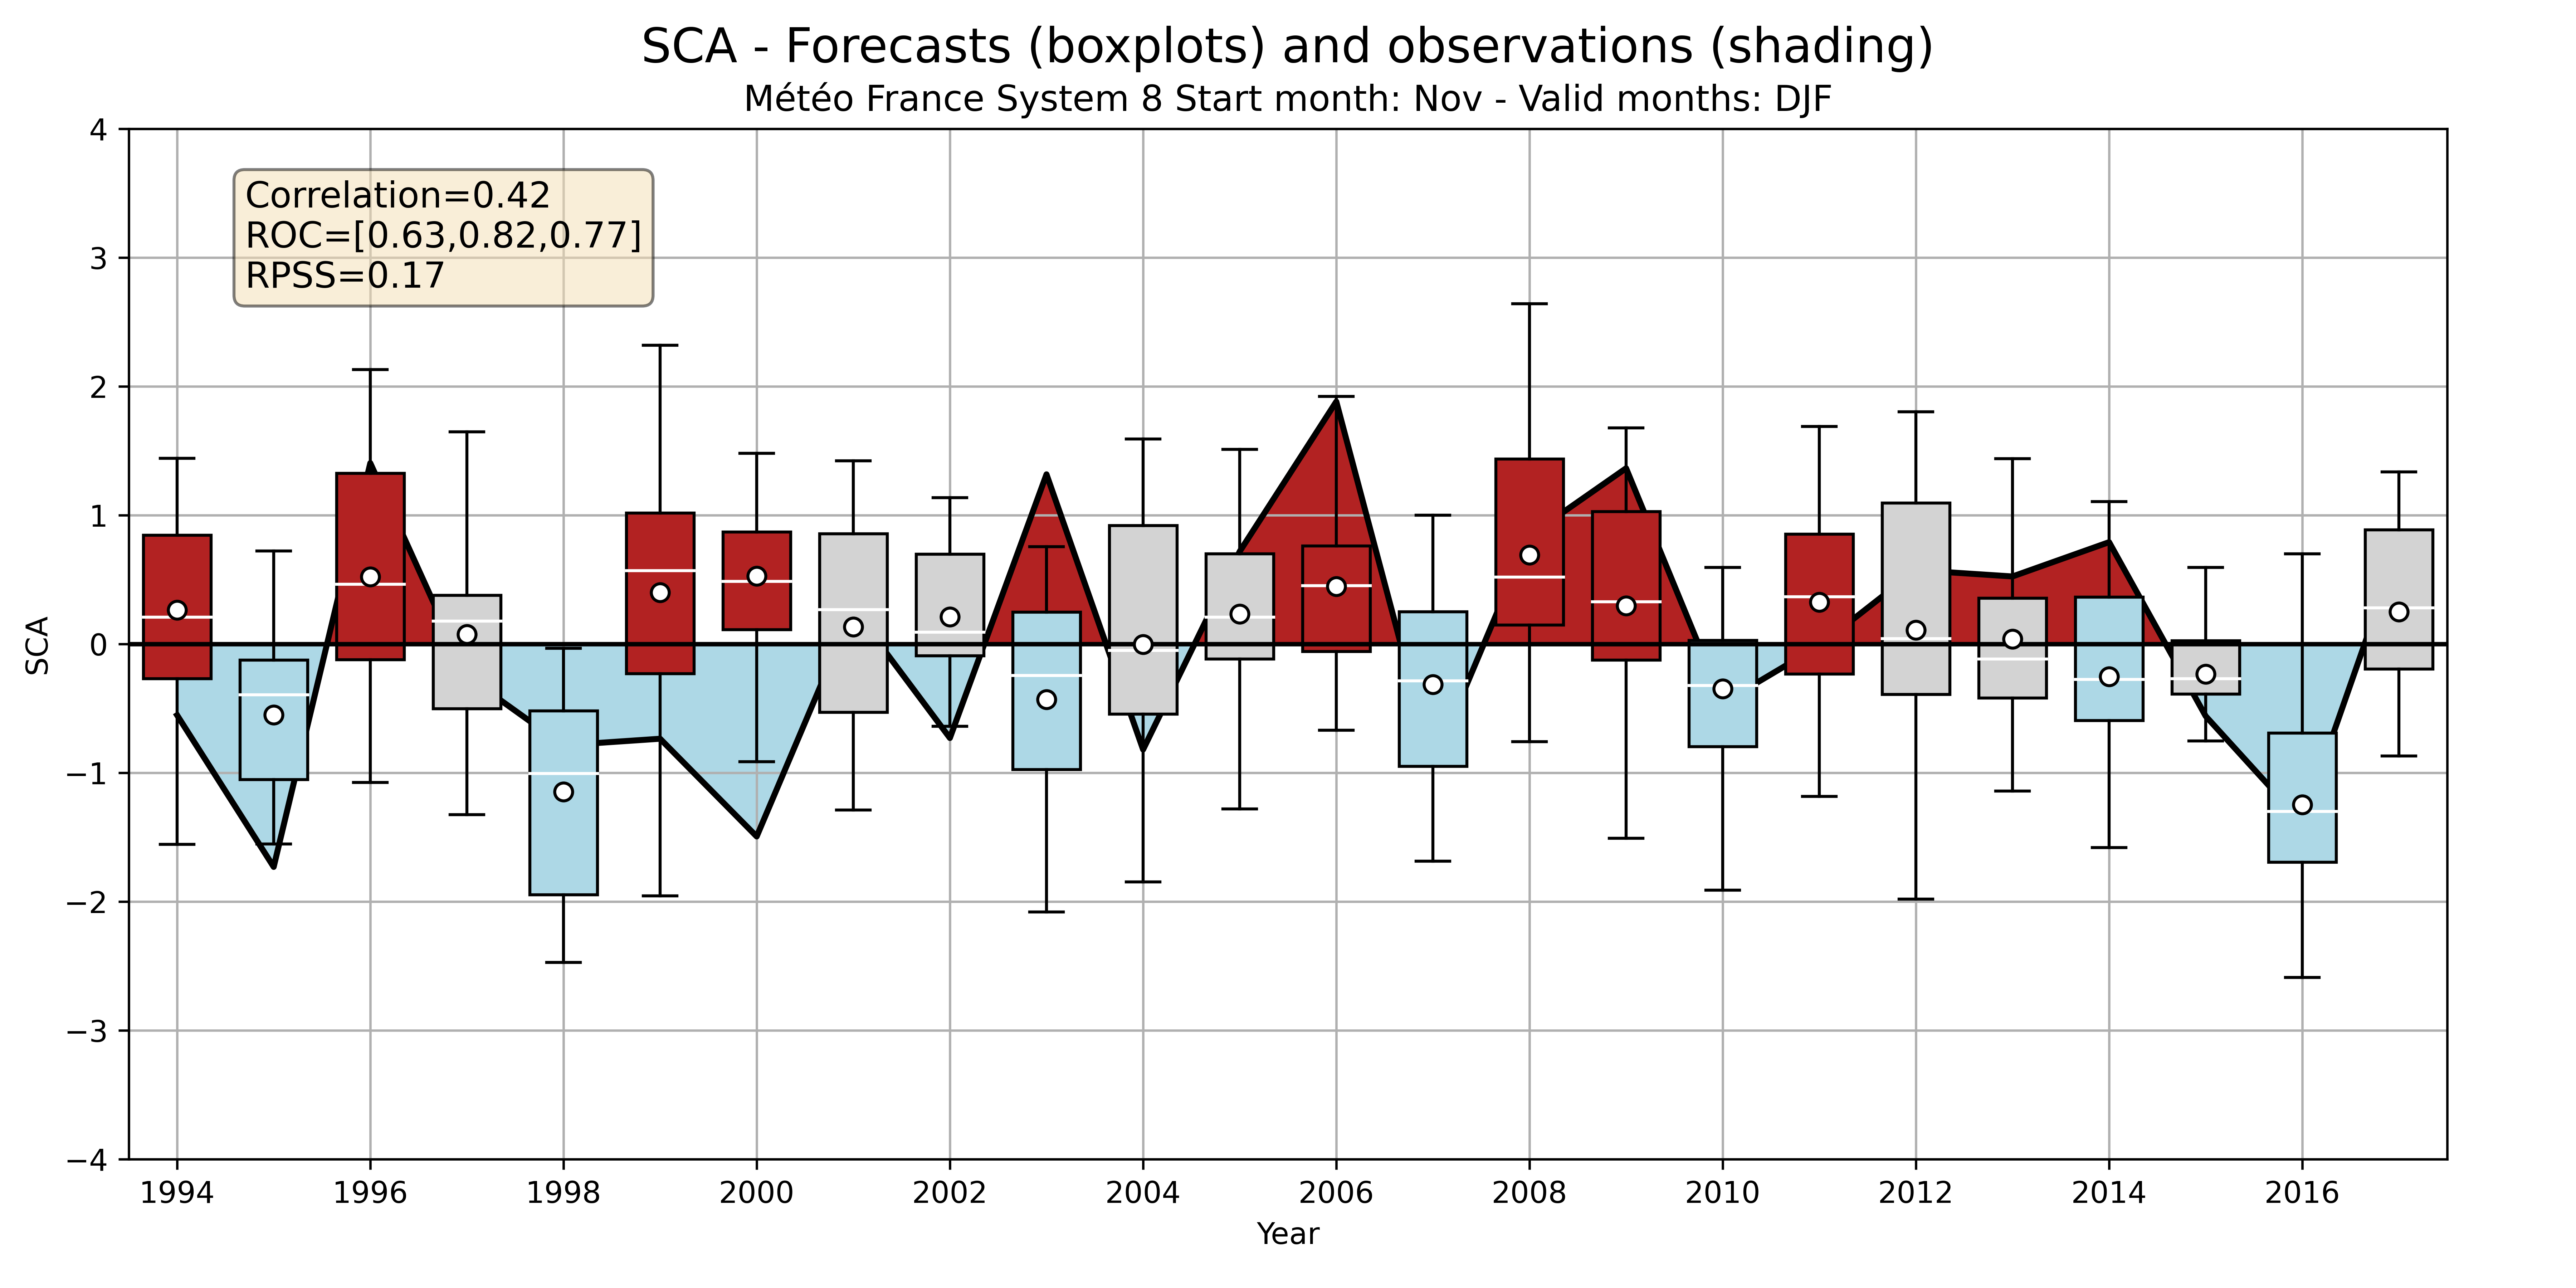 SCA - Forecasts (boxplots) and observations (shading)
Météo France System 8 Start month: Nov - Valid months: DJF
Correlation=0.42
ROC=[0.63,0.82,0.77]
RPSS=0.17
SCA
4
3
2
1
0
−1
−2
−3
−4
1994 1996 1998 2000 2002 2004 2006 2008 2010 2012 2014 2016
Year